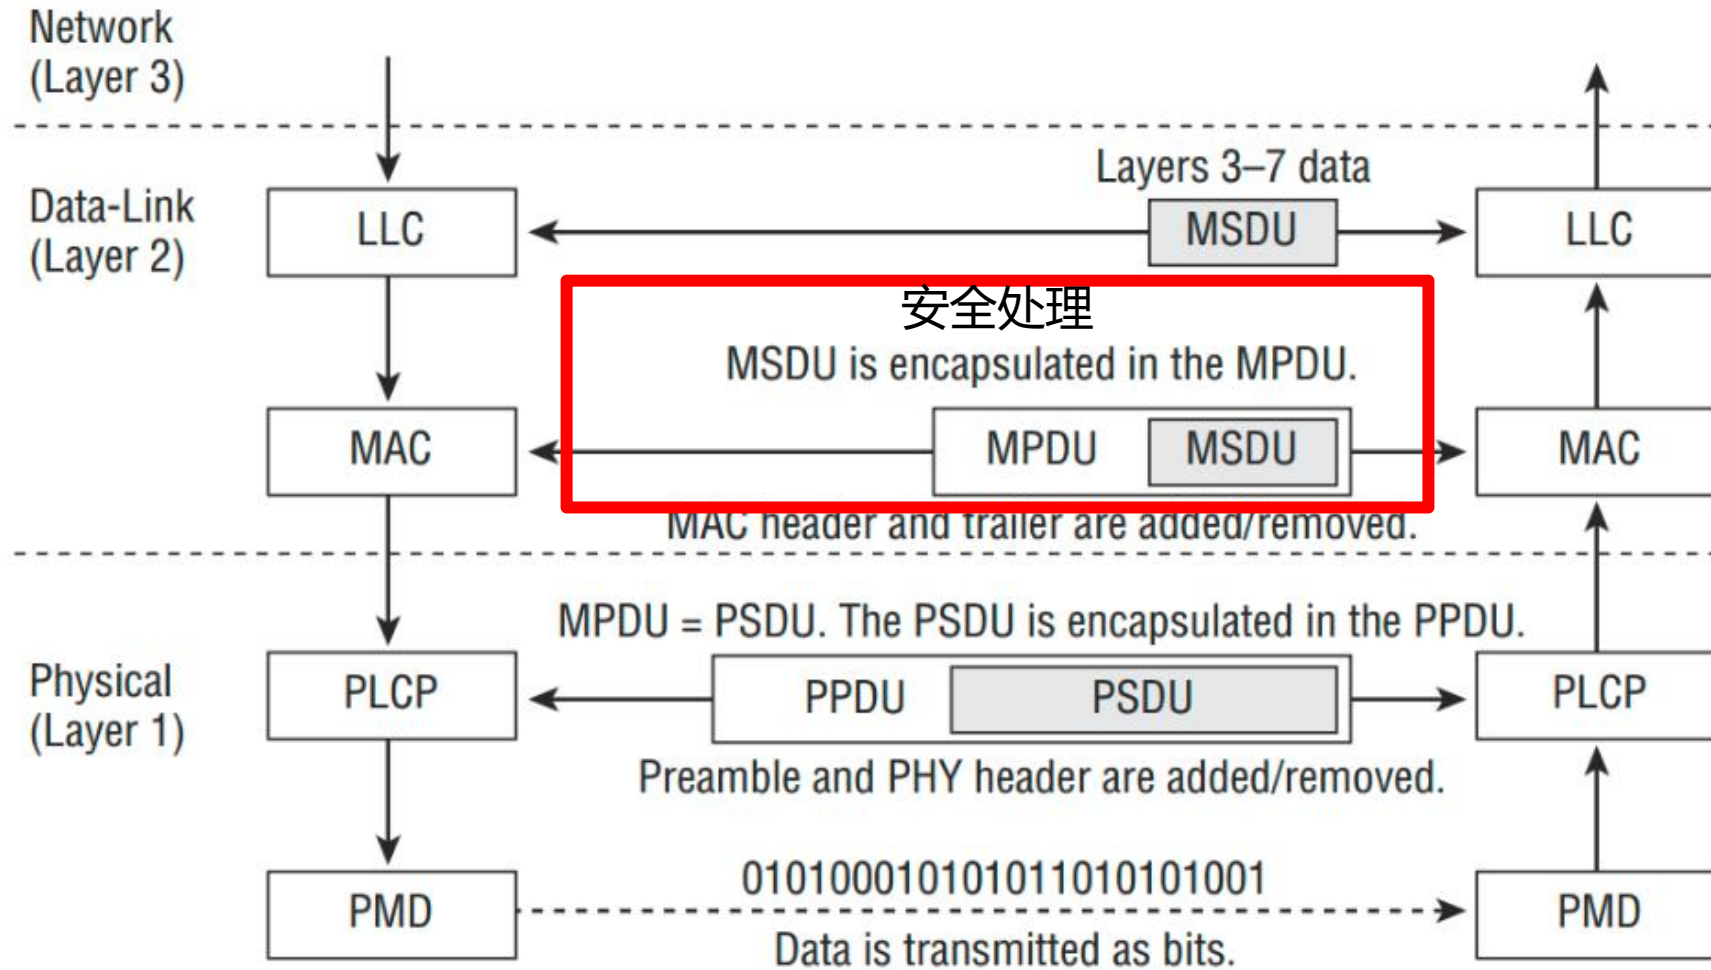 Network
(Layer 3)
Layers 3–7 data
Data-Link
(Layer 2)
LLC
MSDU
LLC
安全处理
MSDU is encapsulated in the MPDU.
MAC
MPDU
MSDU
MAC
MAC header and trailer are added/removed.
MPDU = PSDU. The PSDU is encapsulated in the PPDU.
Physical
(Layer 1)
PLCP
PPDU
PSDU
PLCP
Preamble and PHY header are added/removed.
010100010101011010101001
PMD
PMD
Data is transmitted as bits.